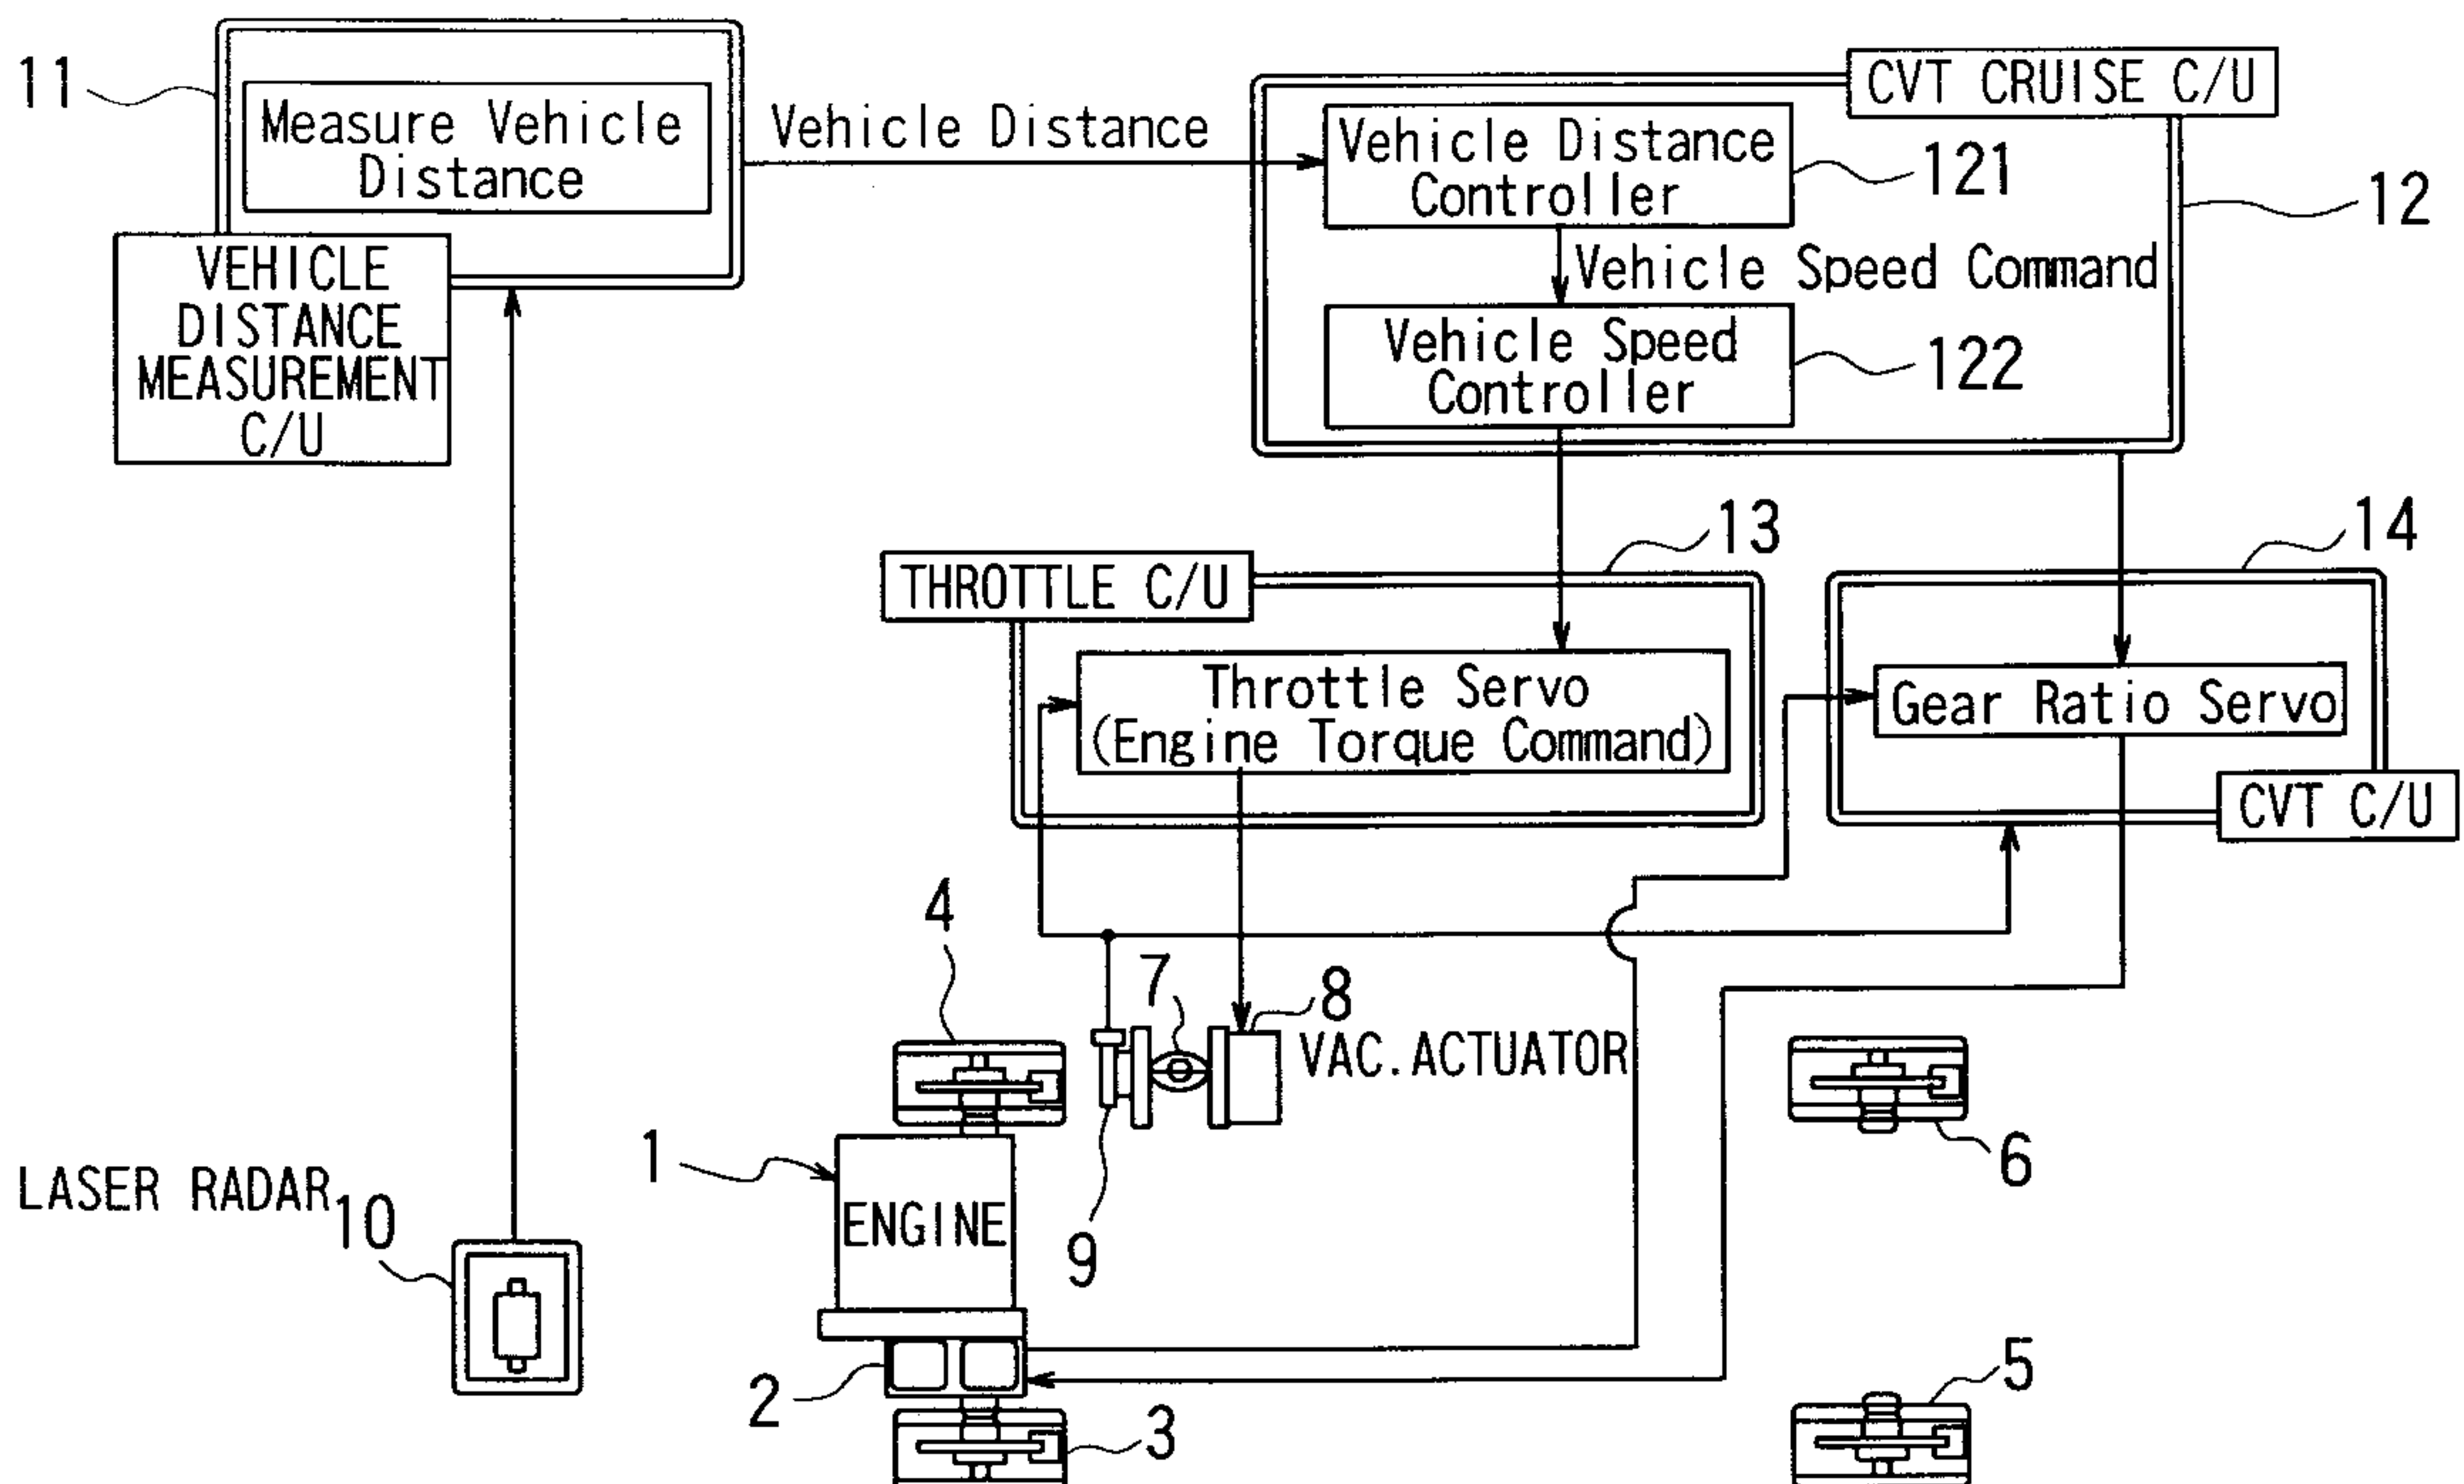 11
Measure Vehicle
Distance
VEHICLE
DISTANCE
MEASUREMENT
C/U
Vehicle Distance
CVT CRUISE C/U
Vehicle Distance
Controller
121
12
Vehicle Speed Command
Vehicle Speed
Controller
122
13
THROTTLE C/U
Throttle Servo
(Engine Torque Command)
14
Gear Ratio Servo
CVT C/U
4
7
8
VAC.ACTUATOR
6
1
ENGINE
9
LASER RADAR
10
2
3
5